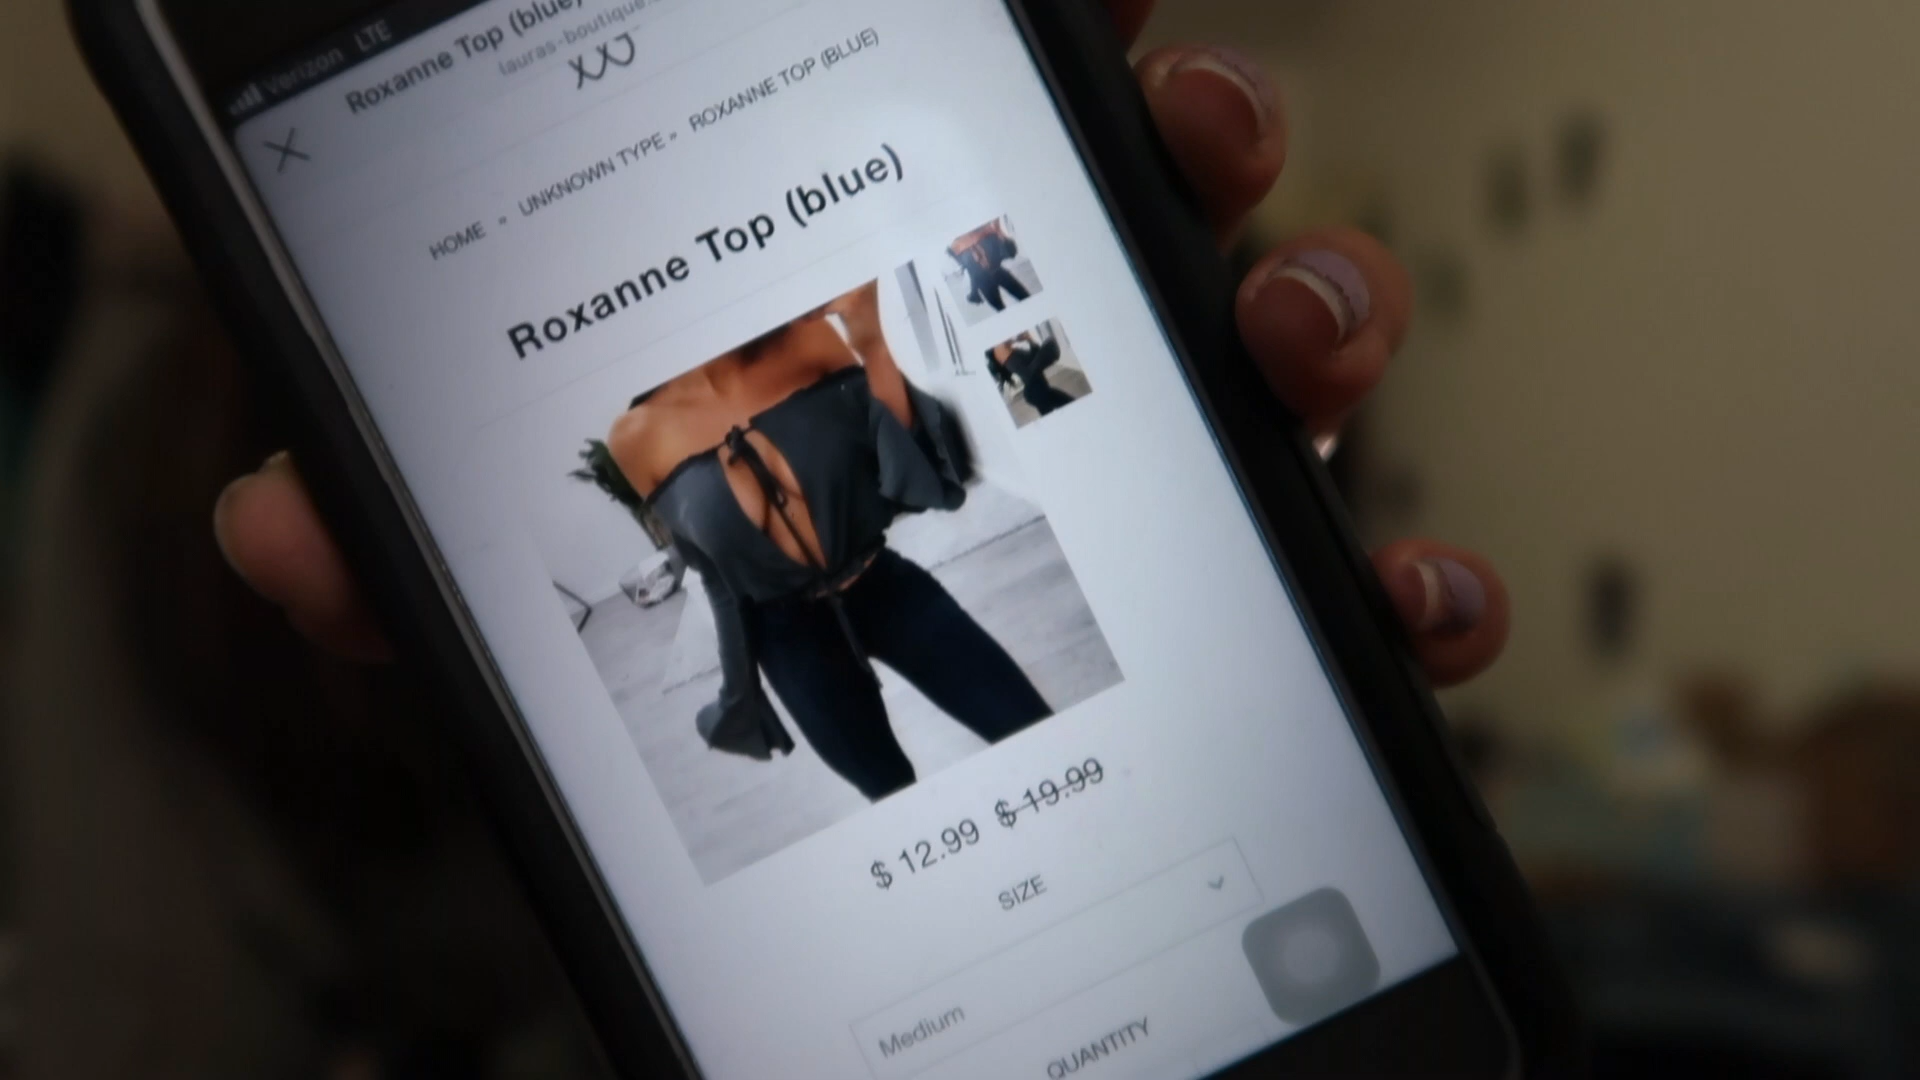 Verizon LTE
Roxanne Top (blue)
lauras-boutique.
HOME » UNKNOWN TYPE » ROXANNE TOP (BLUE)
Roxanne Top (blue)
$ 12.99 $ 19.99
SIZE
Medium
QUANTITY